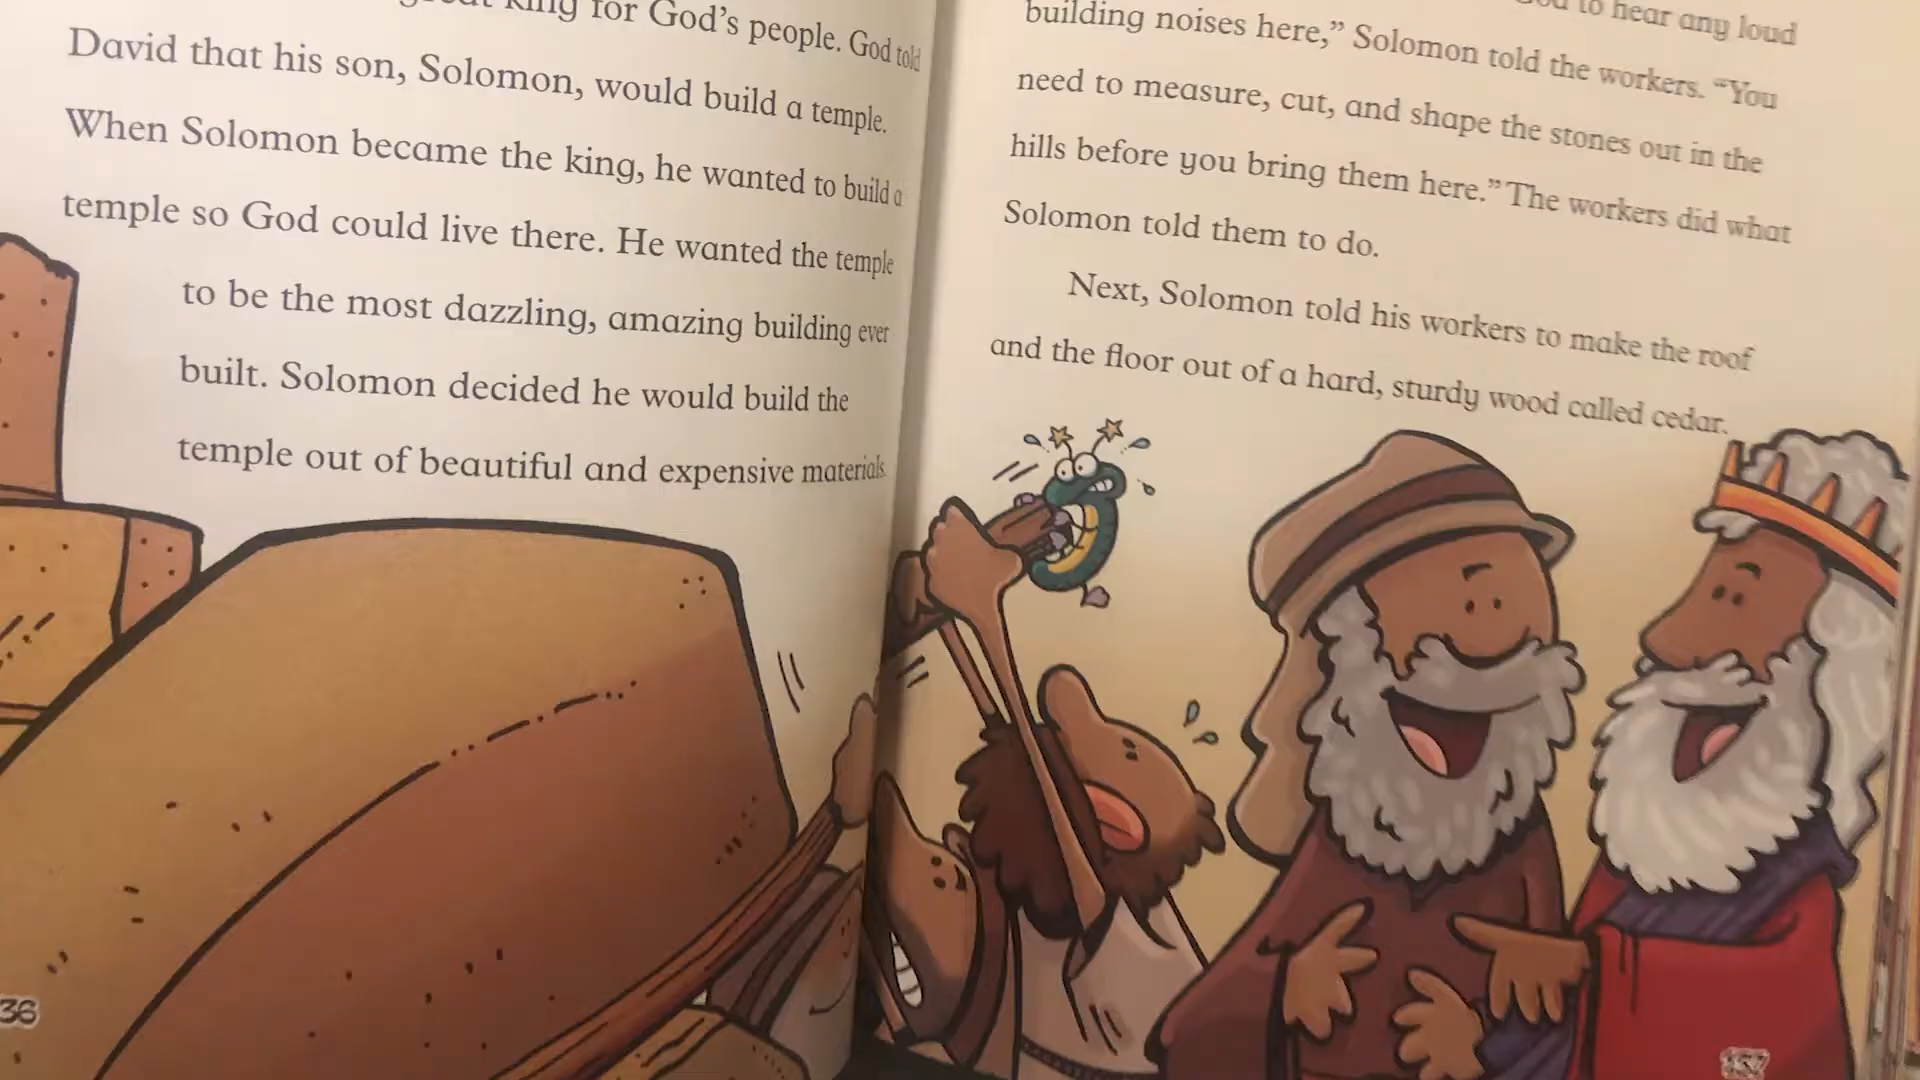 king for God's people. God told
David that his son, Solomon, would build a temple.
When Solomon became the king, he wanted to build a
temple so God could live there. He wanted the temple
to be the most dazzling, amazing building ever
built. Solomon decided he would build the
temple out of beautiful and expensive materials.
36
to hear any loud
building noises here," Solomon told the workers. "You
need to measure, cut, and shape the stones out in the
hills before you bring them here." The workers did what
Solomon told them to do.
Next, Solomon told his workers to make the roof
and the floor out of a hard, sturdy wood called cedar.
157